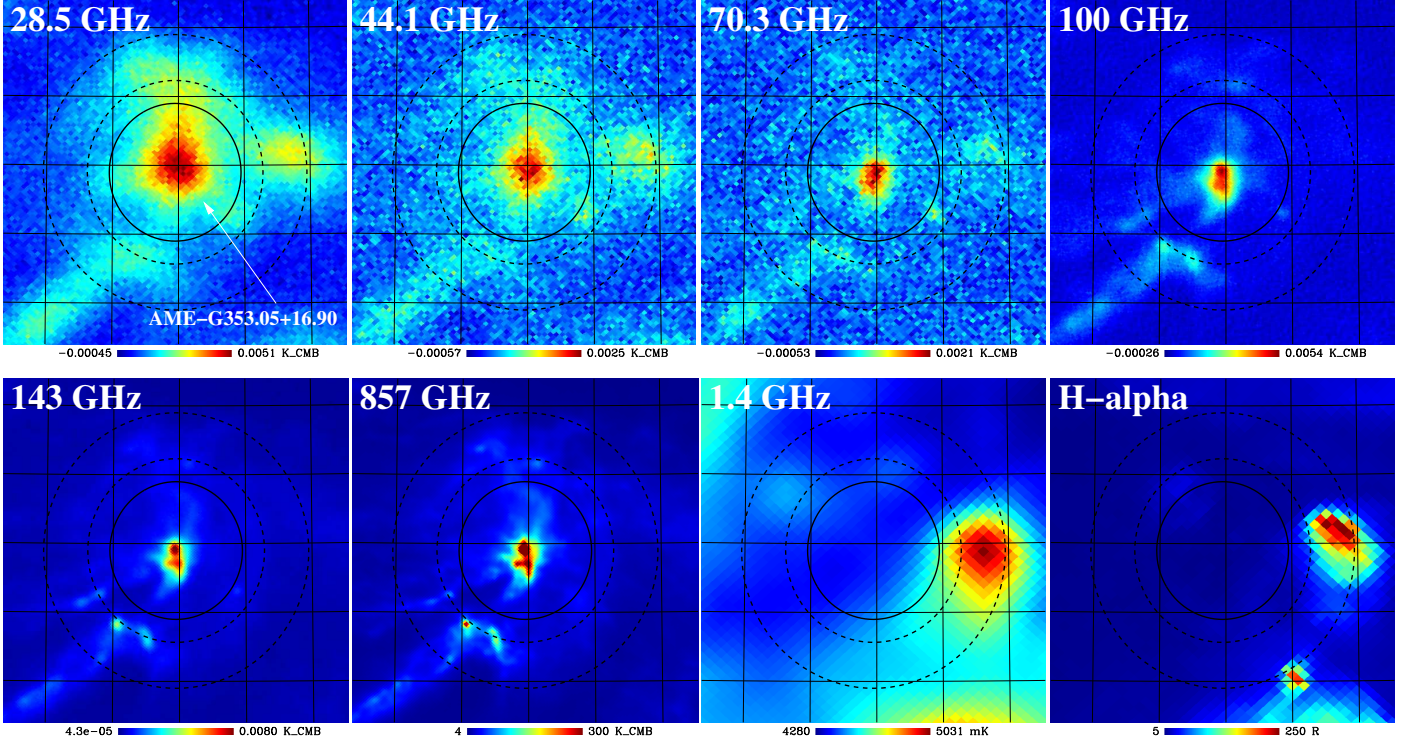 28.5 GHz
44.1 GHz
70.3 GHz
100 GHz
AME−G353.05+16.90
−0.00045 0.0051 K_CMB
−0.00057 0.0025 K_CMB
−0.00053 0.0021 K_CMB
−0.00026 0.0054 K_CMB
143 GHz
857 GHz
1.4 GHz
H−alpha
4.3e−05 0.0080 K_CMB
4 300 K_CMB
4280 5031 mK
5 250 R